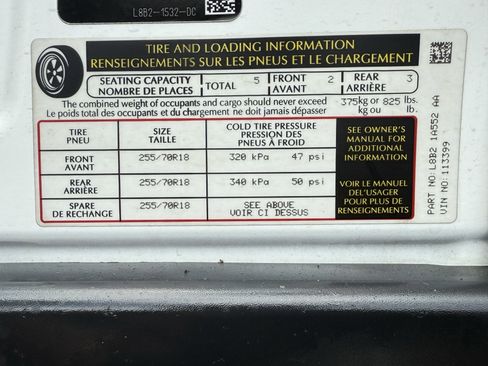 L8B2-1532-DC
TIRE AND LOADING INFORMATION
RENSEIGNEMENTS SUR LES PNEUS ET LE CHARGEMENT
SEATING CAPACITY
NOMBRE DE PLACES
TOTAL 5
FRONT
AVANT 2
REAR
ARRIÈRE 3
The combined weight of occupants and cargo should never exceed 375kg or 825 lbs.
Le poids total des occupants et du chargement ne doit jamais dépasser kg ou lb.
TIRE
PNEU
SIZE
TAILLE
COLD TIRE PRESSURE
PRESSION DES
PNEUS À FROID
FRONT
AVANT
255/70R18
320 kPa 47 psi
REAR
ARRIÈRE
255/70R18
340 kPa 50 psi
SPARE
DE RECHANGE
255/70R18
SEE ABOVE
VOIR CI DESSUS
SEE OWNER'S
MANUAL FOR
ADDITIONAL
INFORMATION
VOIR LE MANUEL
DEL'USAGER
POUR PLUS DE
RENSEIGNEMENTS
PART NO:L8B2 1A552 AA
VIN NO:113399